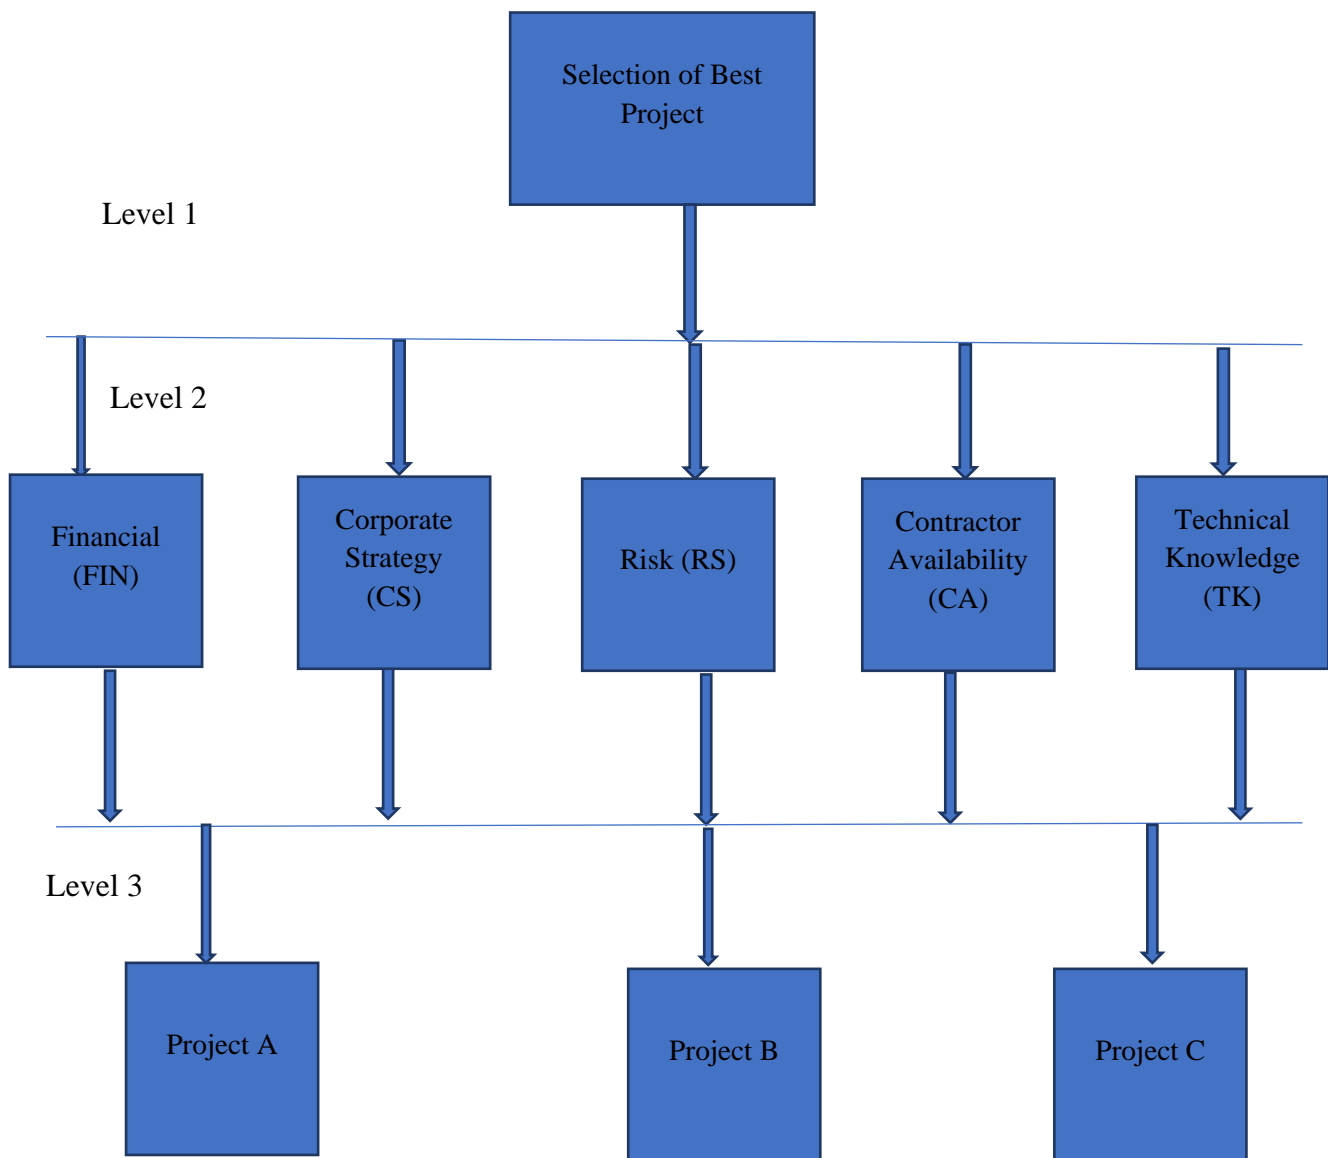 Selection of Best
Project
Level 1
Level 2
Financial
(FIN)
Corporate
Strategy
(CS)
Risk (RS)
Contractor
Availability
(CA)
Technical
Knowledge
(TK)
Level 3
Project A
Project B
Project C